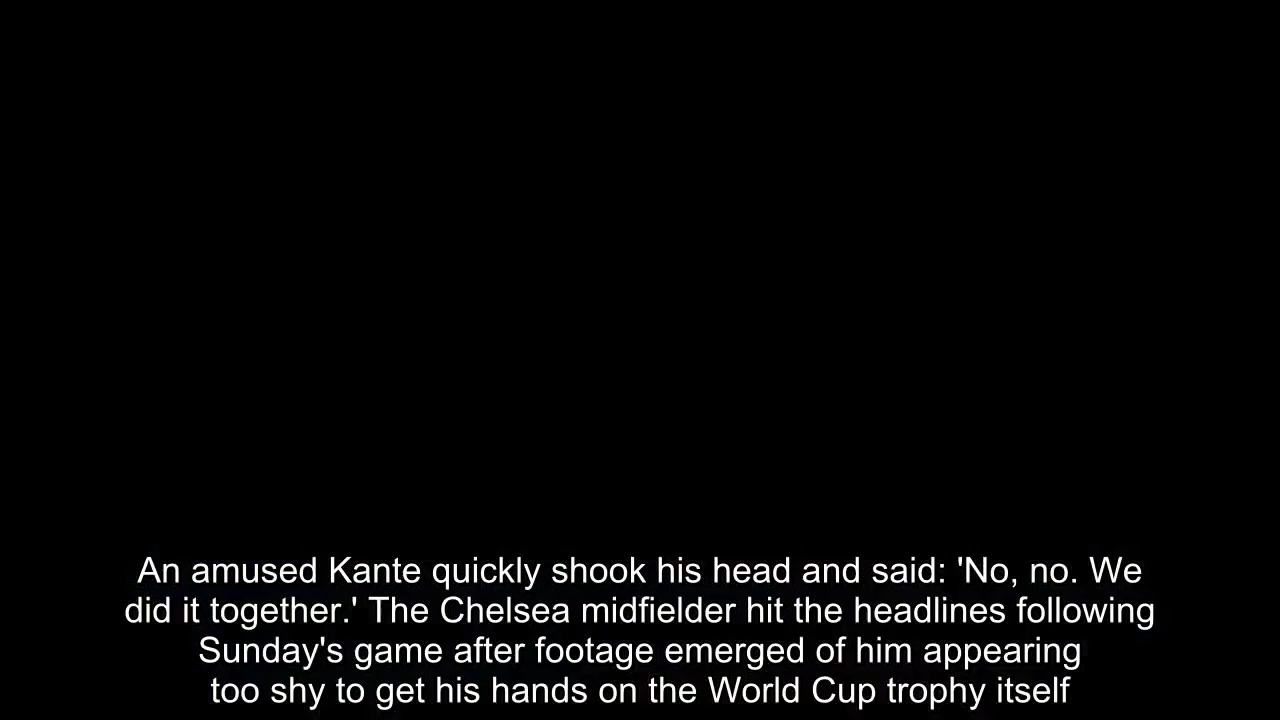 An amused Kante quickly shook his head and said: 'No, no. We
did it together.' The Chelsea midfielder hit the headlines following
Sunday's game after footage emerged of him appearing
too shy to get his hands on the World Cup trophy itself